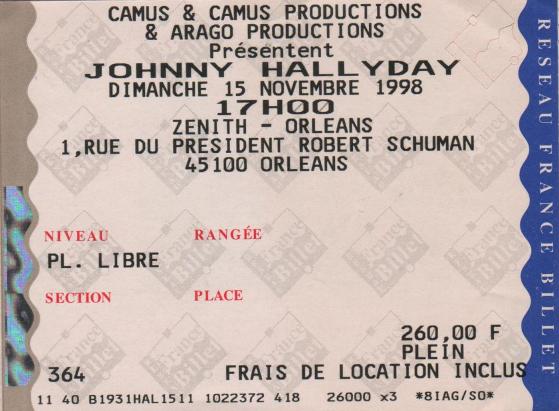 CAMUS & CAMUS PRODUCTIONS
& ARAGO PRODUCTIONS
Présentent
JOHNNY HALLYDAY
DIMANCHE 15 NOVEMBRE 1998
17H00
ZENITH - ORLEANS
1,RUE DU PRESIDENT ROBERT SCHUMAN
45100 ORLEANS
NIVEAU RANGÉE
PL. LIBRE
SECTION PLACE
260,00 F
PLEIN
364 FRAIS DE LOCATION INCLUS
11 40 B1931HAL1511 1022372 418 26000 x3 *8IAG/SO*
RESEAU FRANCE BILLET
France Billet